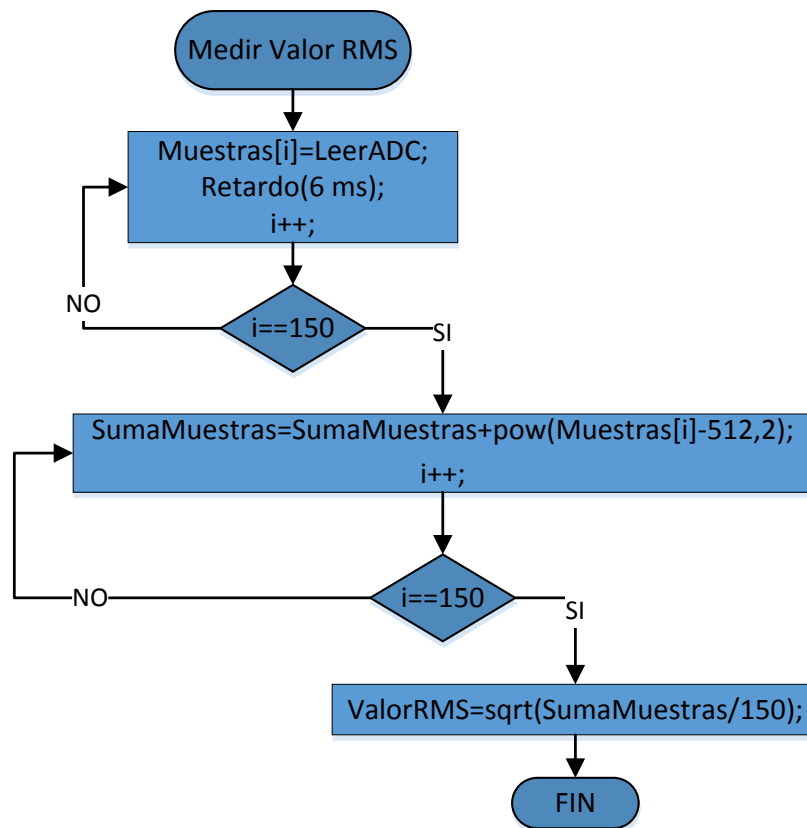 Medir Valor RMS
Muestras[i]=LeerADC;
Retardo(6 ms);
i++;
NO
i==150
SI
SumaMuestras=SumaMuestras+pow(Muestras[i]-512,2);
i++;
NO
i==150
SI
ValorRMS=sqrt(SumaMuestras/150);
FIN